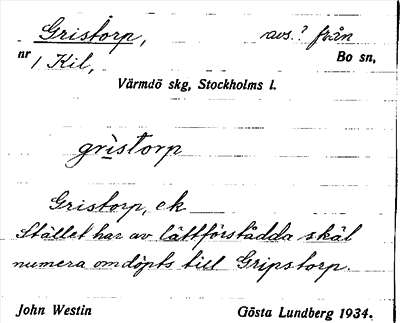 Gristorp, avs.? från
nr 1 Kil, Bo sn,
Värmdö skg, Stockholms l.
gristorp
Gristorp, ek
Stället har av lättförstådda skäl
numera omdöpts till Gripstorp.
John Westin Gösta Lundberg 1934.